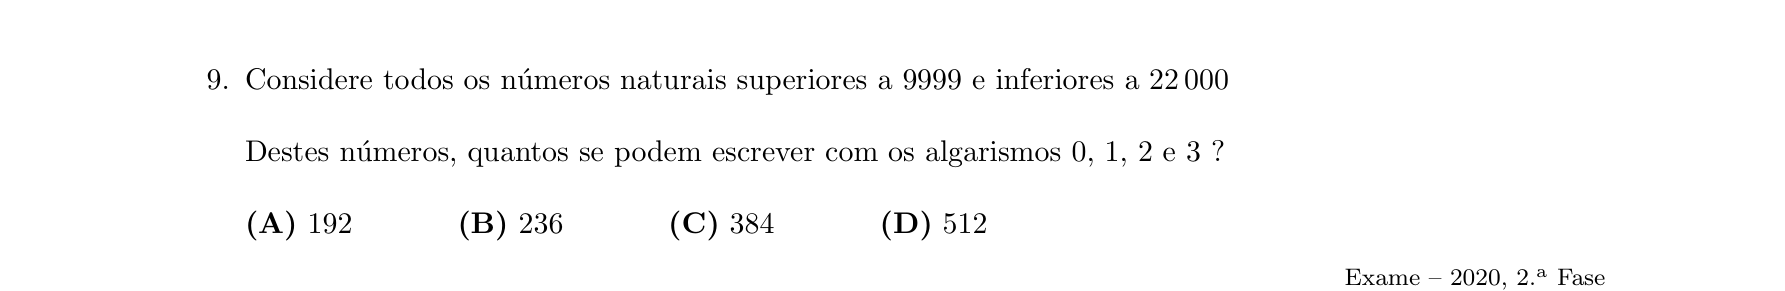 9. Considere todos os números naturais superiores a 9999 e inferiores a 22 000
Destes números, quantos se podem escrever com os algarismos 0, 1, 2 e 3 ?
(A) 192 (B) 236 (C) 384 (D) 512
Exame – 2020, 2.ª Fase